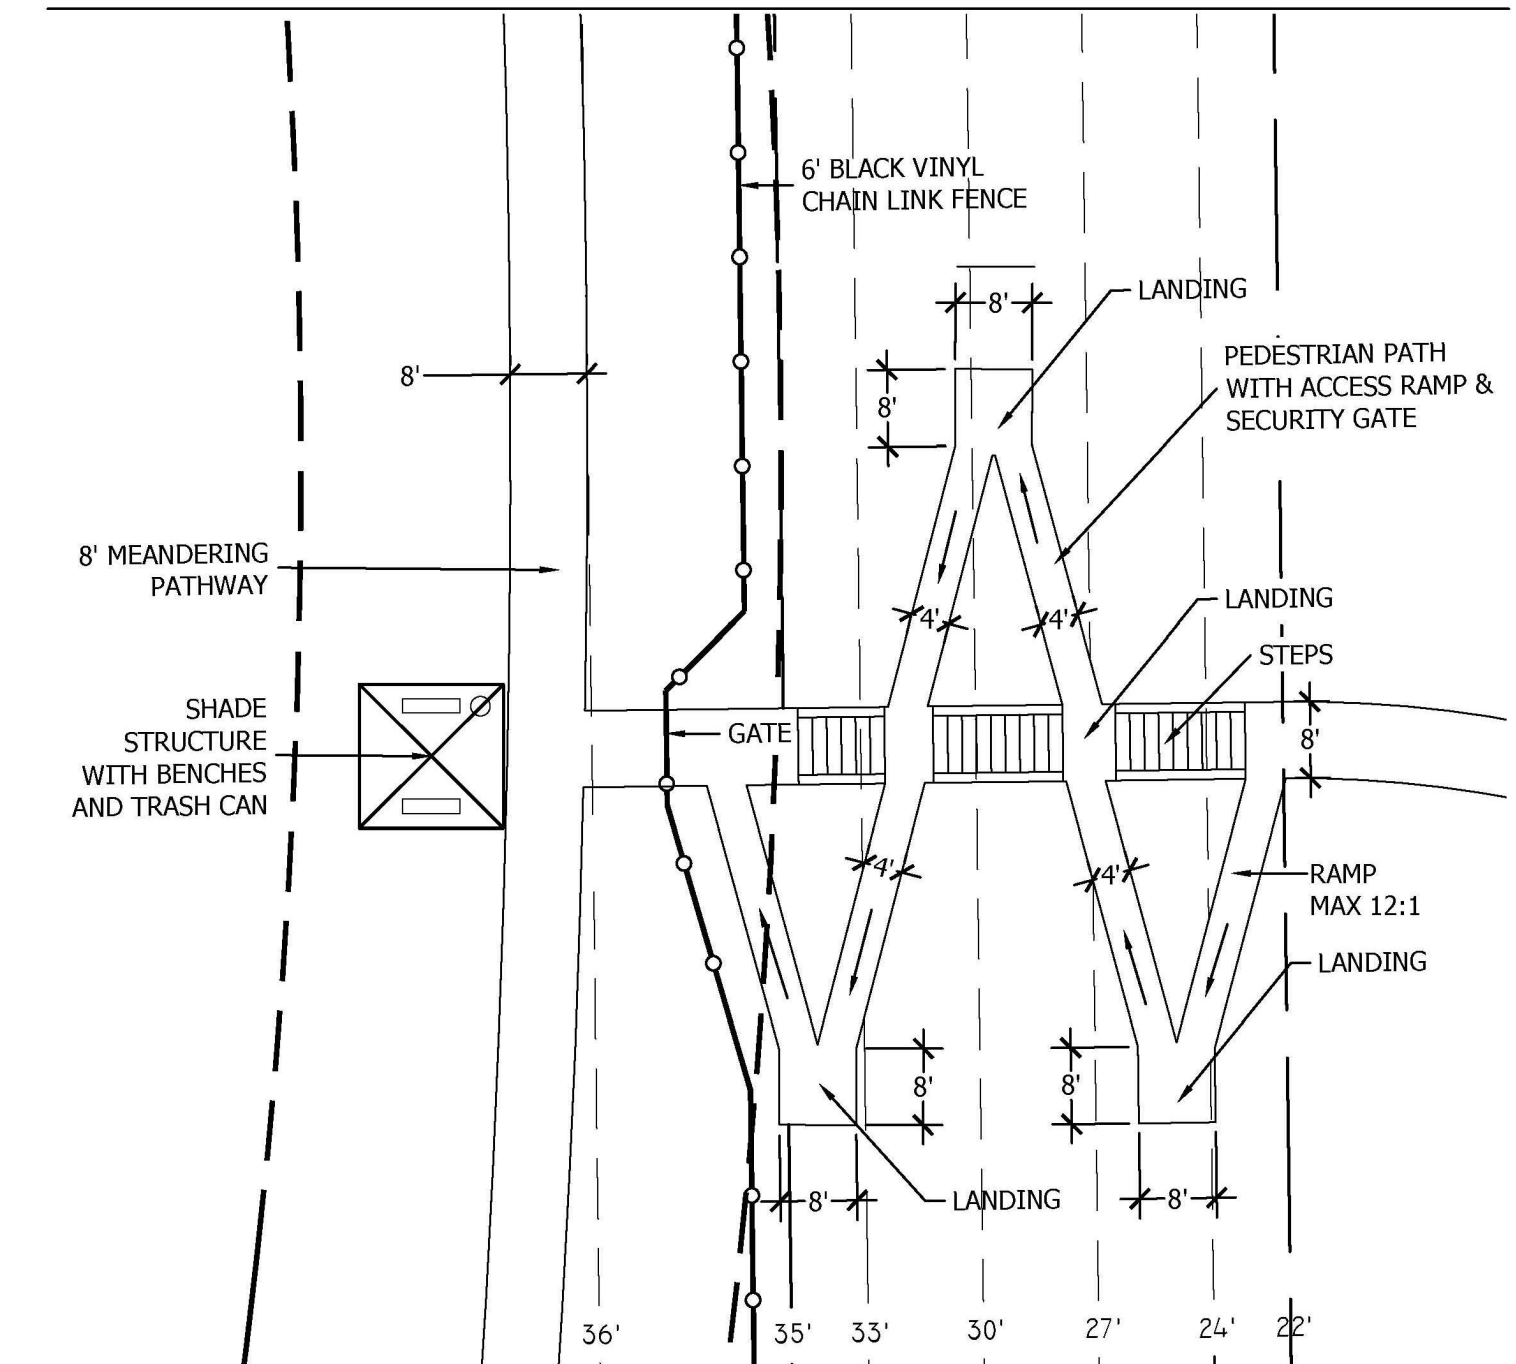 6' BLACK VINYL
CHAIN LINK FENCE
LANDING
8'
PEDESTRIAN PATH
WITH ACCESS RAMP &
SECURITY GATE
8'
8'
8' MEANDERING
PATHWAY
LANDING
4'
4'
STEPS
SHADE
STRUCTURE
WITH BENCHES
AND TRASH CAN
GATE
8'
4'
4'
RAMP
MAX 12:1
LANDING
8'
8'
8'
LANDING
8'
36'
35'
33'
30'
27'
24'
22'